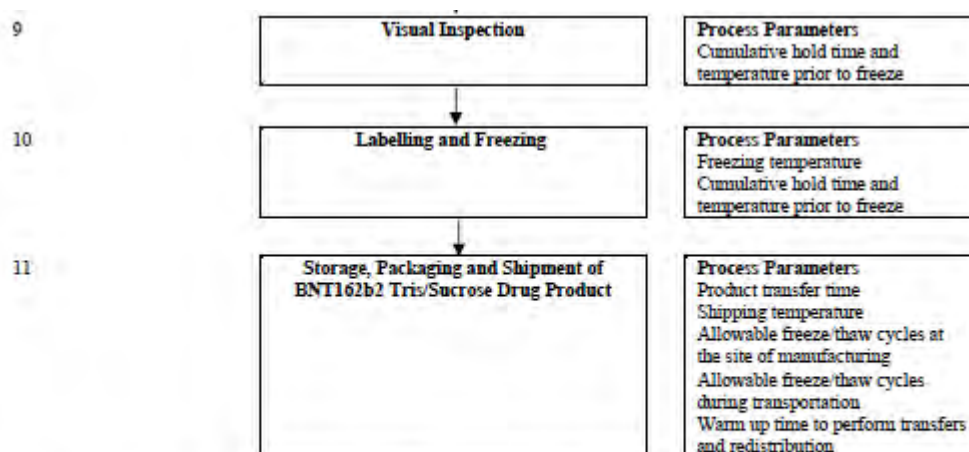 9
Visual Inspection
Process Parameters
Cumulative hold time and
temperature prior to freeze
10
Labelling and Freezing
Process Parameters
Freezing temperature
Cumulative hold time and
temperature prior to freeze
11
Storage, Packaging and Shipment of
BNT162b2 Tris/Sucrose Drug Product
Process Parameters
Product transfer time
Shipping temperature
Allowable freeze/thaw cycles at
the site of manufacturing
Allowable freeze/thaw cycles
during transportation
Warm up time to perform transfers
and redistribution